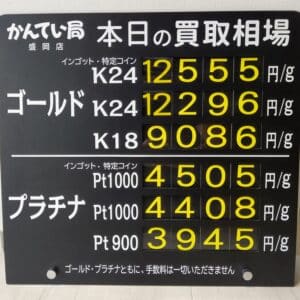 かんてい局 本日の買取相場
盛岡店
インゴット・特定コイン
K24 12555 円/g
ゴールド K24 12296 円/g
K18 9086 円/g
インゴット・特定コイン
Pt1000 4505 円/g
プラチナ Pt1000 4408 円/g
Pt900 3945 円/g
ゴールド・プラチナともに、手数料は一切いただきません